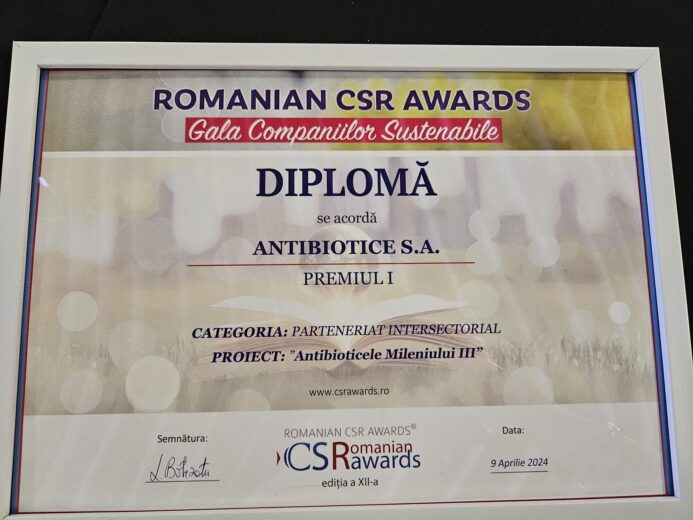 ROMANIAN CSR AWARDS
Gala Companiilor Sustenabile
DIPLOMĂ
se acordă
ANTIBIOTICE S.A.
PREMIUL I
CATEGORIA: PARTENERIAT INTERSECTORIAL
PROIECT: ”Antibioticele Mileniului III”
www.csrawards.ro
Semnătura:
ROMANIAN CSR AWARDS®
CSRomanian
awards
ediția a XII-a
Data:
9 Aprilie 2024